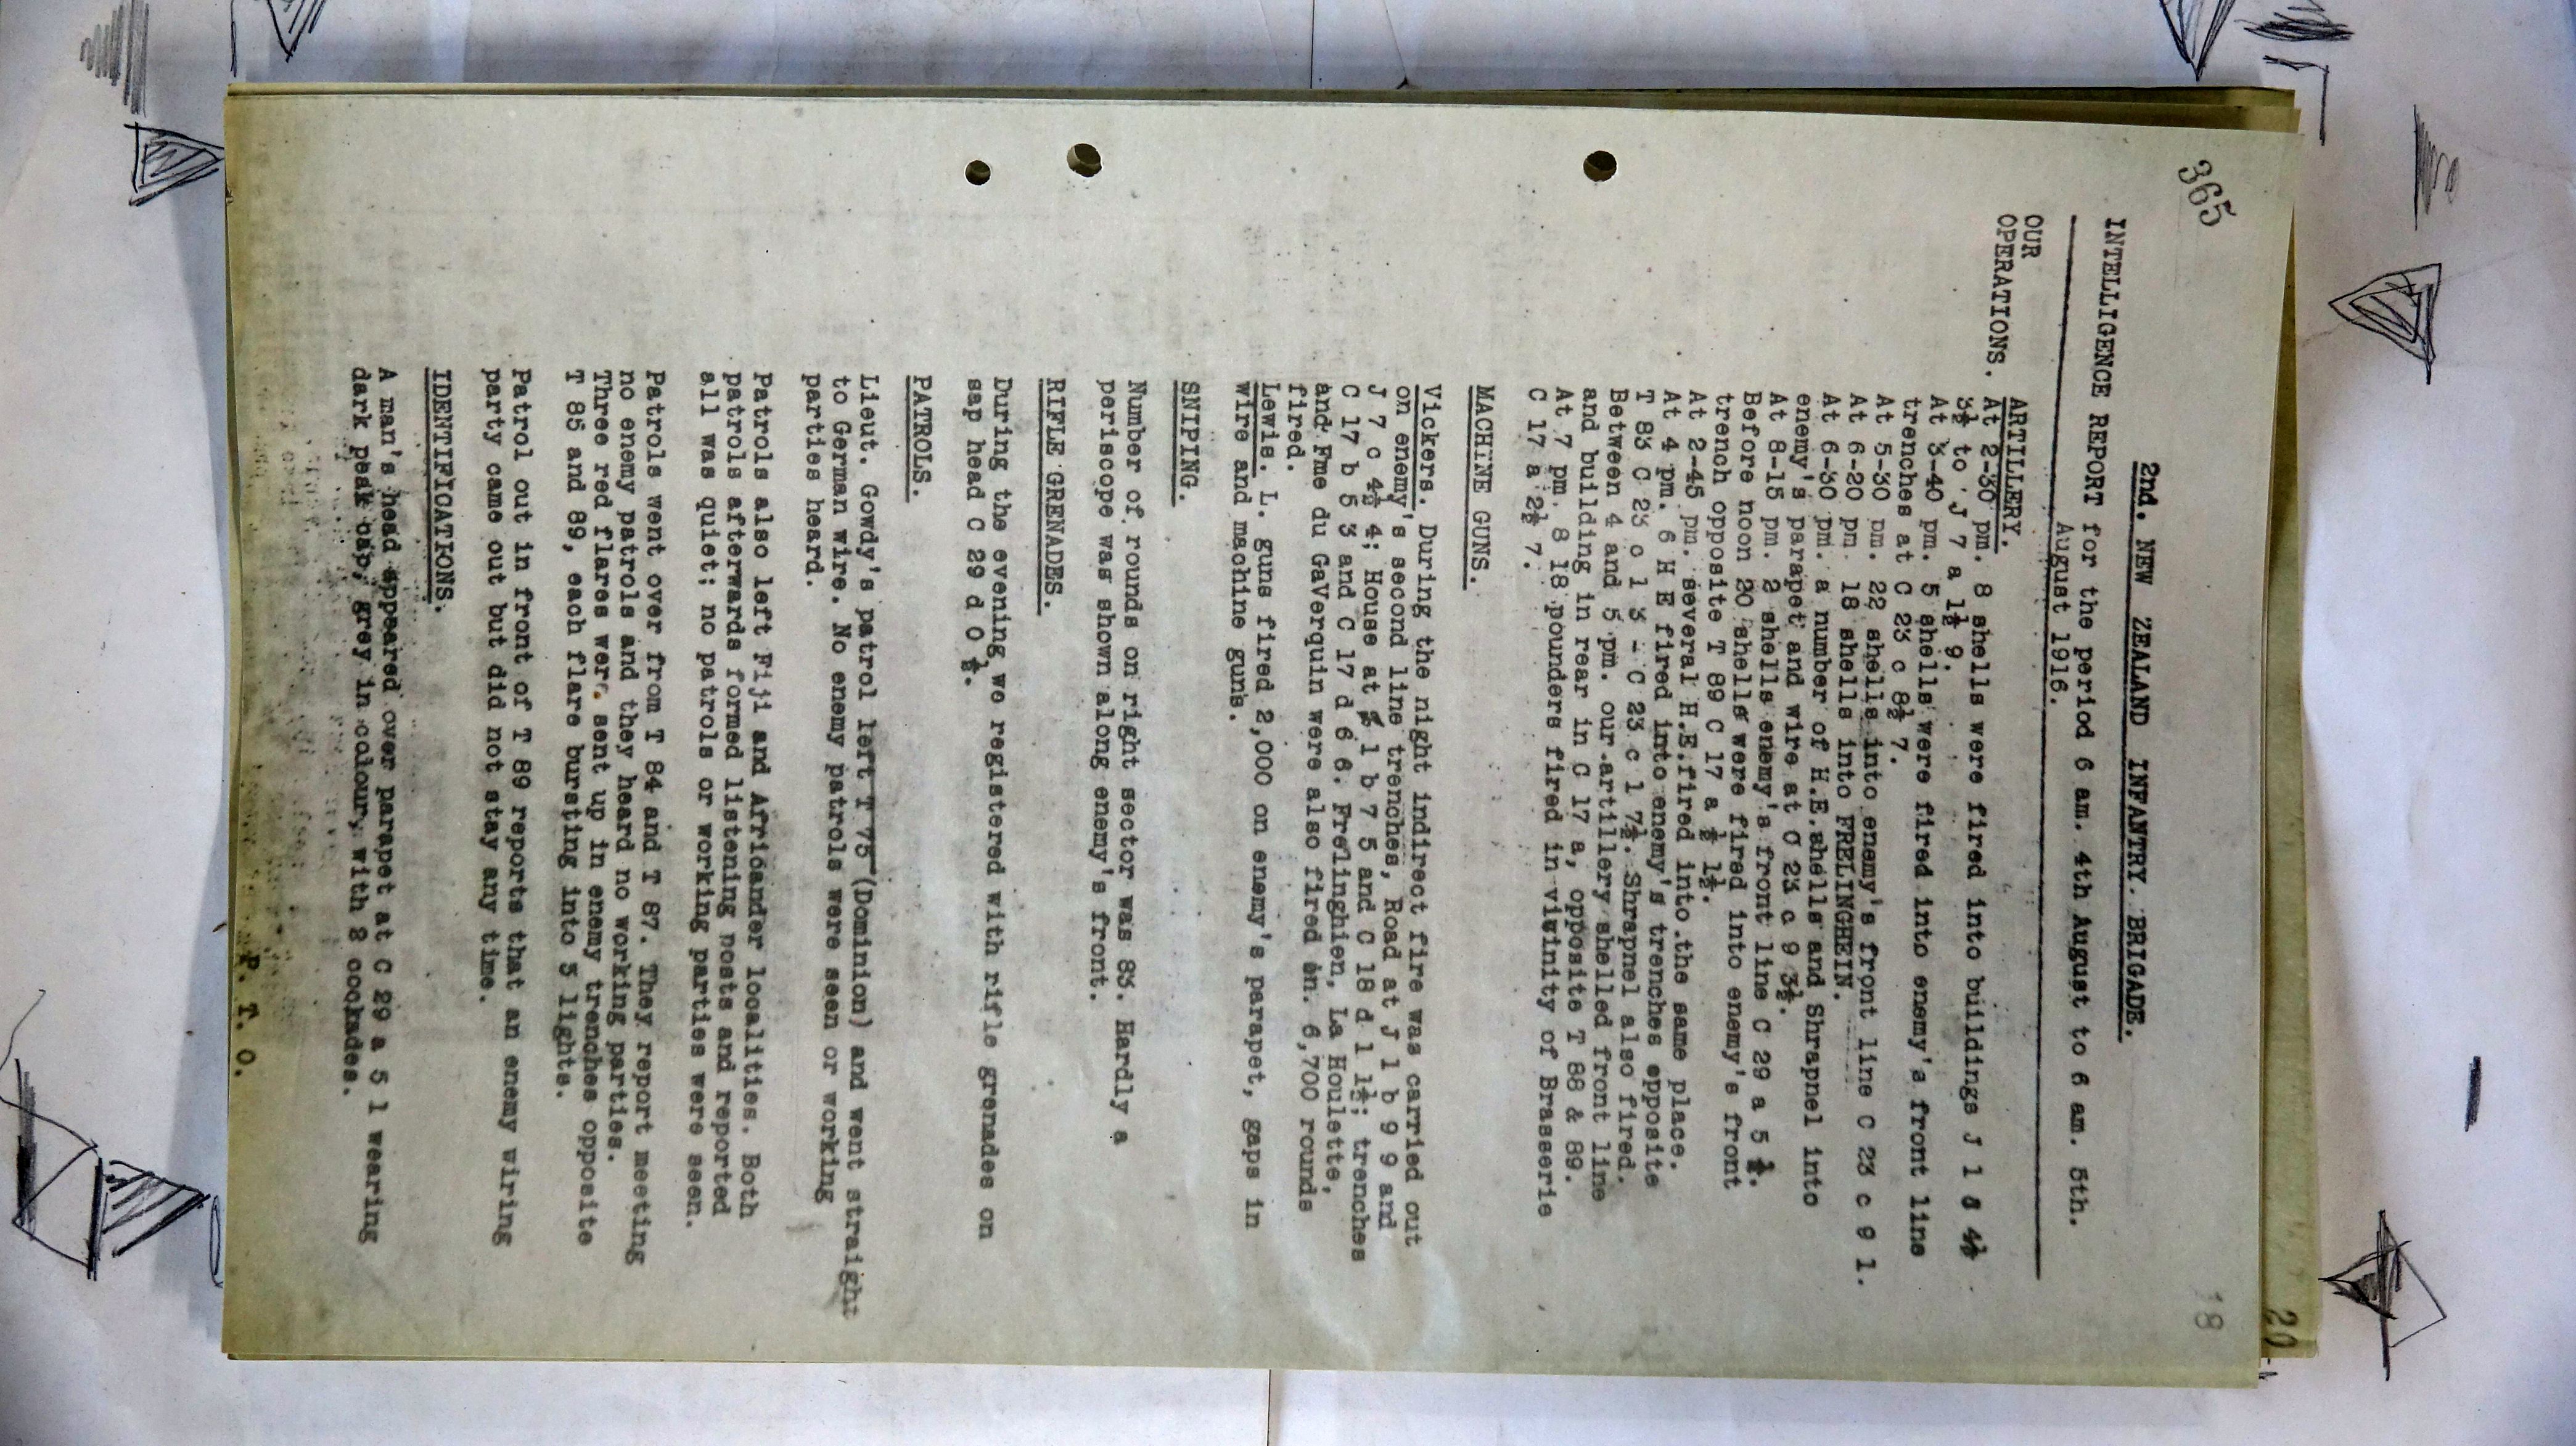 365
18
20
2nd. NEW ZEALAND INFANTRY. BRIGADE.
INTELLIGENCE REPORT for the period 6 am. 4th August to 6 am. 5th.
August 1916.
OUR
OPERATIONS.
ARTILLERY.
At 2-30 pm. 8 shells were fired into buildings J 1 4½
3½ to J 7 a 1½ 9.
At 3-40 pm. 5 shells were fired into enemy's front line
trenches at C 23 c 8½ 7.
At 5-30 pm. 22 shells into enemy's front line C 23 c 9 1.
At 6-20 pm 18 shells into FRELINGHEIN.
At 6-30 pm. a number of H.E.shells and Shrapnel into
enemy's parapet and wire at C 23 c 9 3½.
At 8-15 pm. 2 shells enemy's front line C 29 a 5 ½.
Before noon 20 shells were fired into enemy's front
trench opposite T 89 C 17 a ½ 1½.
At 2-45 pm. several H.E.fired into the same place.
At 4 pm. 6 H E fired into enemy's trenches opposite
T 83 C 23 c 1 3 - C 23 c 1 7½. Shrapnel also fired.
Between 4 and 5 pm. our artillery shelled front line
and building in rear in C 17 a, opposite T 88 & 89.
At 7 pm. 8 18 pounders fired in vicinity of Brasserie
C 17 a 2½ 7.
MACHINE GUNS.
Vickers. During the night indirect fire was carried out
on enemy's second line trenches, Road at J 1 b 9 9 and
J 7 c 4½ 4; House at 1 b 7 5 and C 18 d 1 1½; trenches
C 17 b 5 3 and C 17 d 6 6. Frelinghien, La Houlette,
and Fme du GaVerquin were also fired on. 6,700 rounds
fired.
Lewis. L. guns fired 2,000 on enemy's parapet, gaps in
wire and machine guns.
SNIPING.
Number of rounds on right sector was 83. Hardly a
periscope was shown along enemy's front.
RIFLE GRENADES.
During the evening we registered with rifle grenades on
sap head C 29 d 0 ½.
PATROLS.
Lieut. Gowdy's patrol left T 75 (Dominion) and went straight
to German wire. No enemy patrols were seen or working
parties heard.
Patrols also left Fiji and Africander localities. Both
patrols afterwards formed listening posts and reported
all was quiet; no patrols or working parties were seen.
Patrols went over from T 84 and T 87. They report meeting
no enemy patrols and they heard no working parties.
Three red flares were sent up in enemy trenches opposite
T 85 and 89, each flare bursting into 3 lights.
Patrol out in front of T 89 reports that an enemy wiring
party came out but did not stay any time.
IDENTIFICATIONS.
A man's head appeared over parapet at C 29 a 5 1 wearing
dark peak cap, grey in colour, with 2 cockades.
P. T. O.